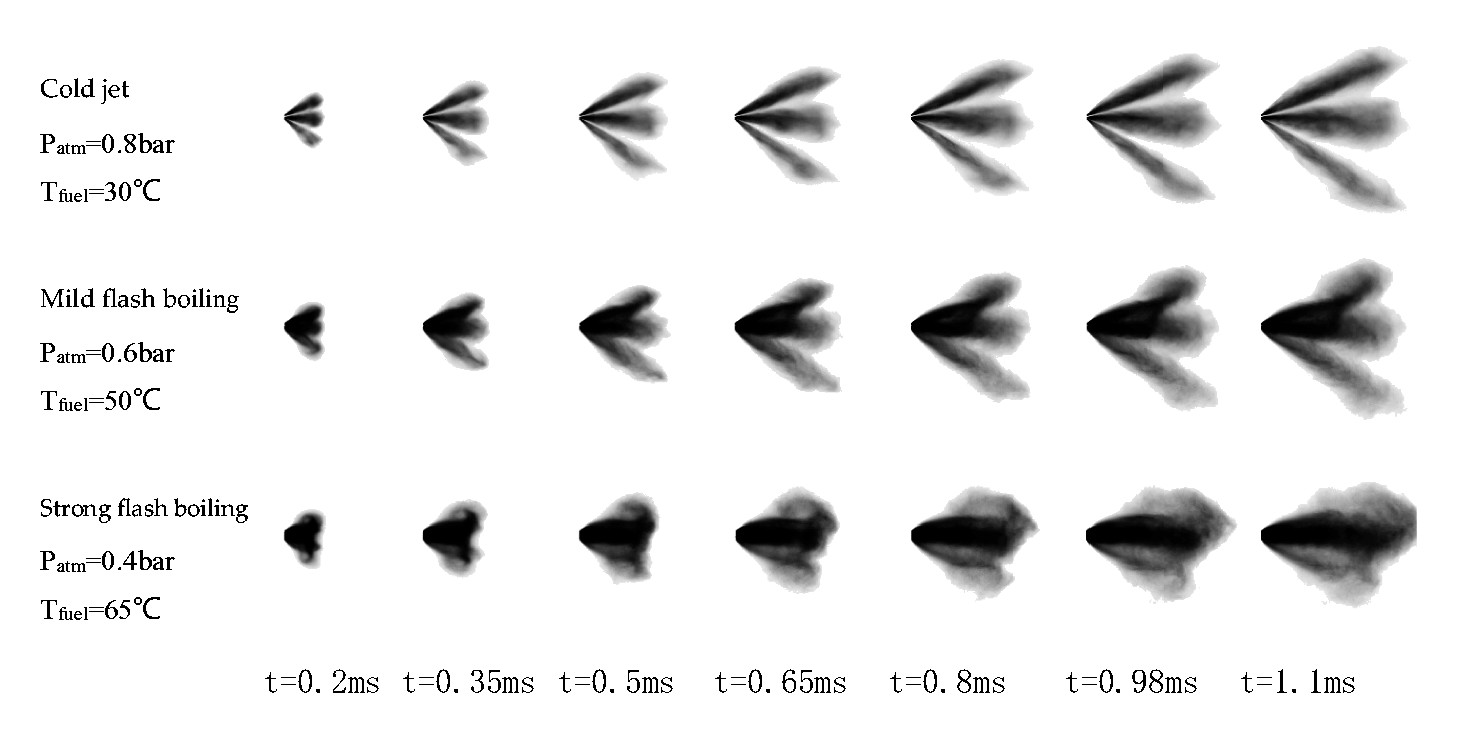 Cold jet
Patm=0.8bar
Tfuel=30℃
Mild flash boiling
Patm=0.6bar
Tfuel=50℃
Strong flash boiling
Patm=0.4bar
Tfuel=65℃
t=0.2ms t=0.35ms t=0.5ms t=0.65ms t=0.8ms t=0.98ms t=1.1ms